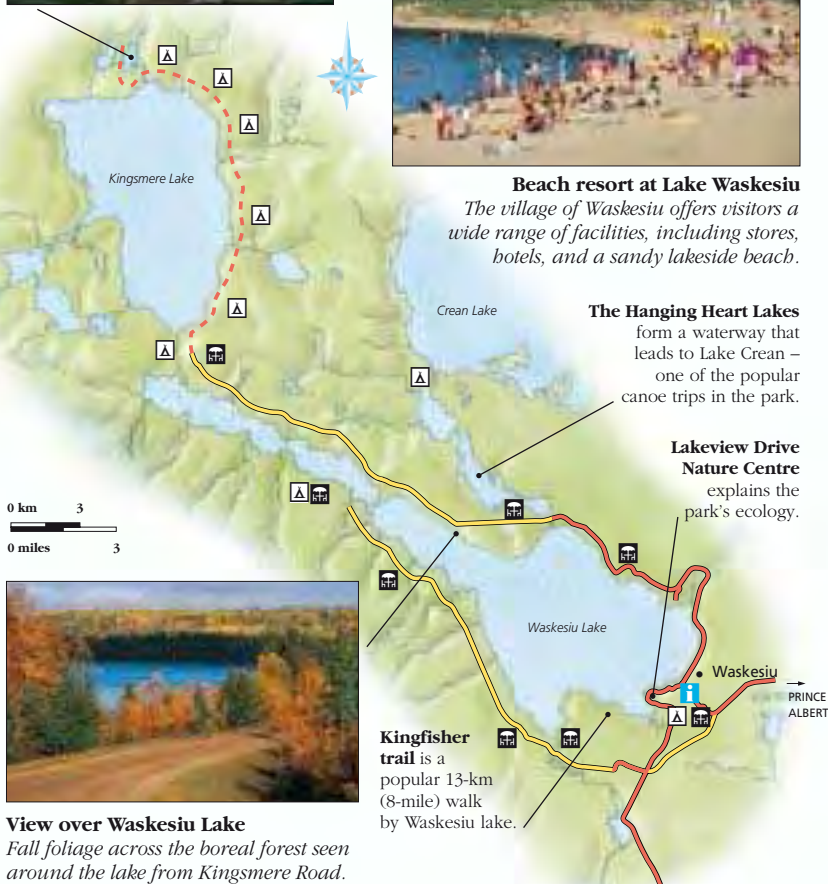 Kingsmere Lake
Beach resort at Lake Waskesiu
The village of Waskesiu offers visitors a
wide range of facilities, including stores,
hotels, and a sandy lakeside beach.
Crean Lake
The Hanging Heart Lakes
form a waterway that
leads to Lake Crean –
one of the popular
canoe trips in the park.
Lakeview Drive
Nature Centre
explains the
park's ecology.
0 km 3
0 miles 3
Waskesiu Lake
Waskesiu
i
PRINCE
ALBERT
Kingfisher
trail is a
popular 13-km
(8-mile) walk
by Waskesiu lake.
View over Waskesiu Lake
Fall foliage across the boreal forest seen
around the lake from Kingsmere Road.